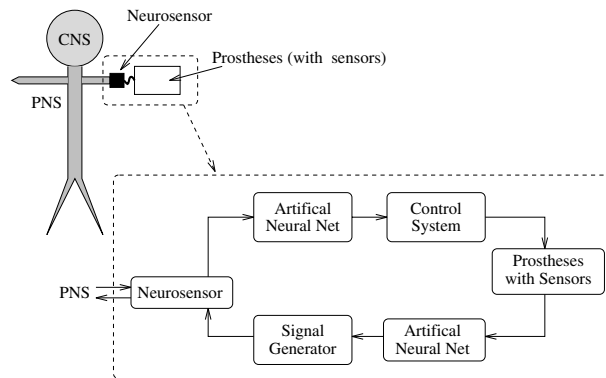 Neurosensor
CNS
Prostheses (with sensors)
PNS
Artifical
Neural Net
Control
System
Prostheses
with Sensors
PNS
Neurosensor
Signal
Generator
Artifical
Neural Net